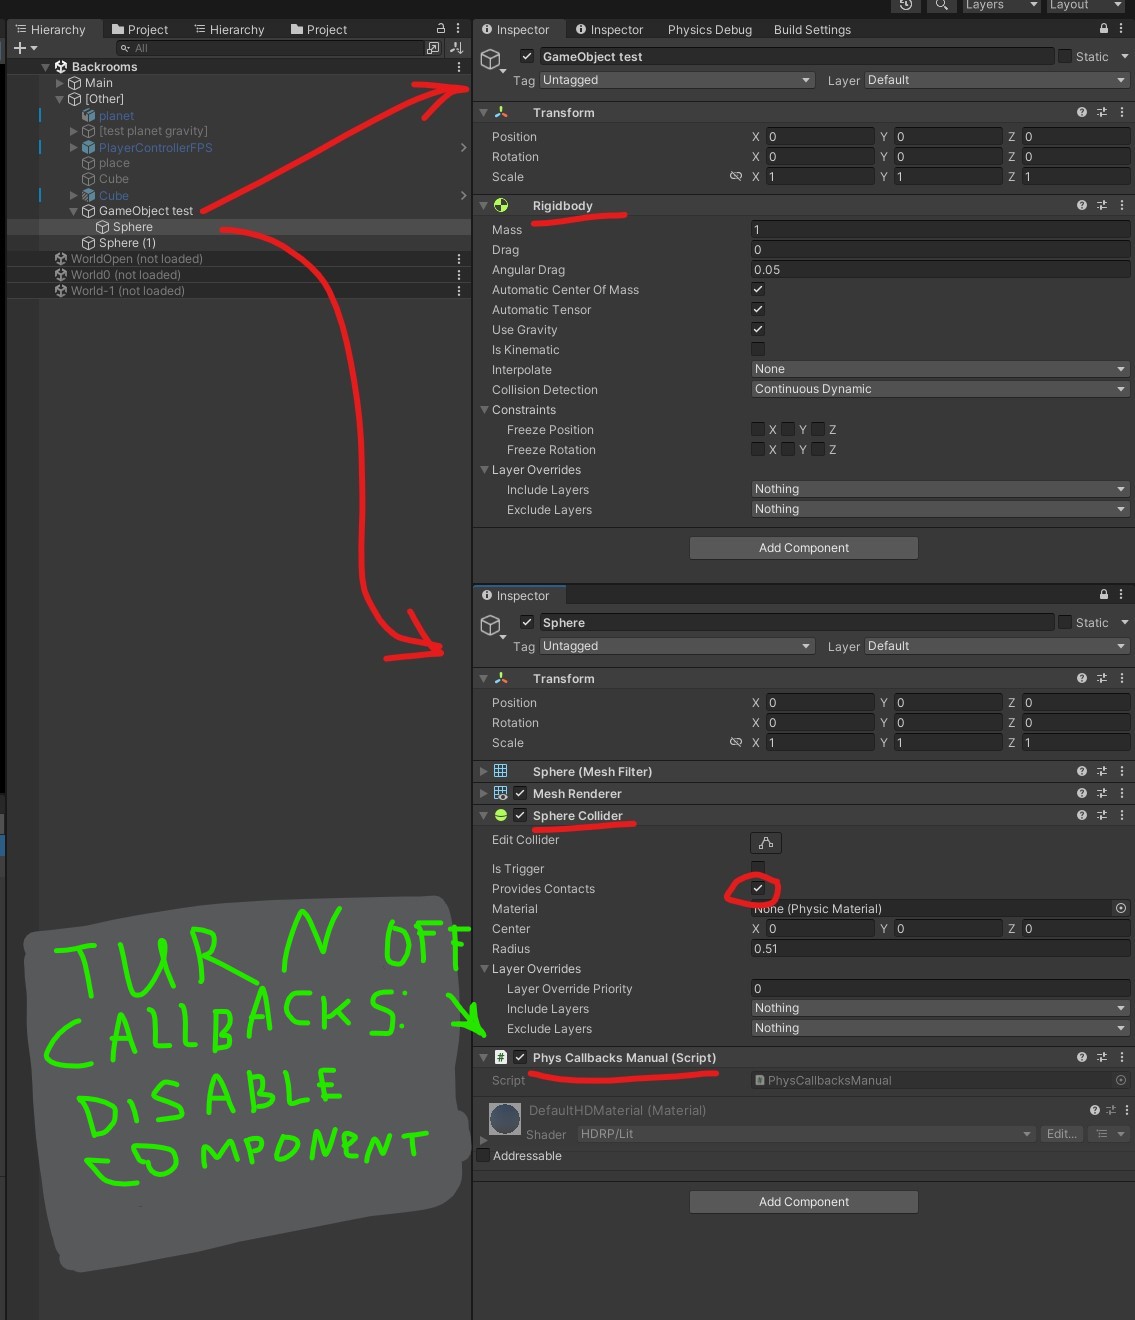 Layers
Layout
Hierarchy
Project
Hierarchy
Project
All
Backrooms
Main
[Other]
planet
[test planet gravity]
PlayerControllerFPS
place
Cube
Cube
GameObject test
Sphere
Sphere (1)
WorldOpen (not loaded)
World0 (not loaded)
World-1 (not loaded)
TURN OFF
CALLBACKS:
DISABLE
COMPONENT
Inspector
Inspector
Physics Debug
Build Settings
GameObject test
Static
Tag Untagged
Layer Default
Transform
Position X 0 Y 0 Z 0
Rotation X 0 Y 0 Z 0
Scale X 1 Y 1 Z 1
Rigidbody
Mass 1
Drag 0
Angular Drag 0.05
Automatic Center Of Mass
Automatic Tensor
Use Gravity
Is Kinematic
Interpolate None
Collision Detection Continuous Dynamic
Constraints
Freeze Position X Y Z
Freeze Rotation X Y Z
Layer Overrides
Include Layers Nothing
Exclude Layers Nothing
Add Component
Inspector
Sphere
Static
Tag Untagged
Layer Default
Transform
Position X 0 Y 0 Z 0
Rotation X 0 Y 0 Z 0
Scale X 1 Y 1 Z 1
Sphere (Mesh Filter)
Mesh Renderer
Sphere Collider
Edit Collider
Is Trigger
Provides Contacts
Material None (Physic Material)
Center X 0 Y 0 Z 0
Radius 0.51
Layer Overrides
Layer Override Priority 0
Include Layers Nothing
Exclude Layers Nothing
# Phys Callbacks Manual (Script)
Script PhysCallbacksManual
DefaultHDMaterial (Material)
Shader HDRP/Lit Edit...
Addressable
Add Component